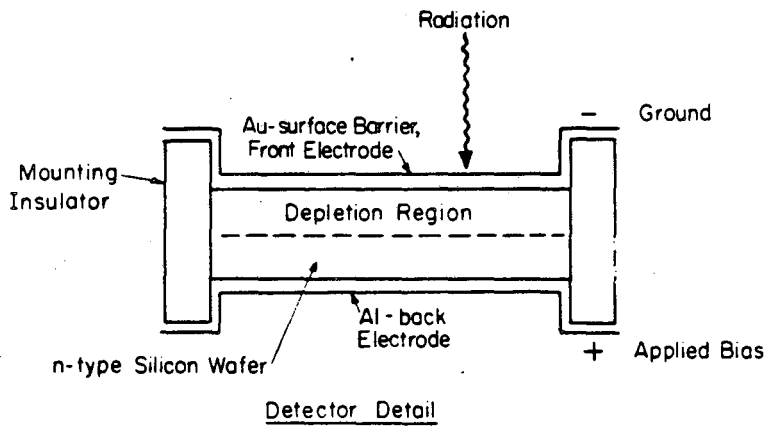 Radiation
–
Ground
Au-surface Barrier,
Front Electrode
Mounting
Insulator
Depletion Region
Al-back
Electrode
+
Applied Bias
n-type Silicon Wafer
Detector Detail